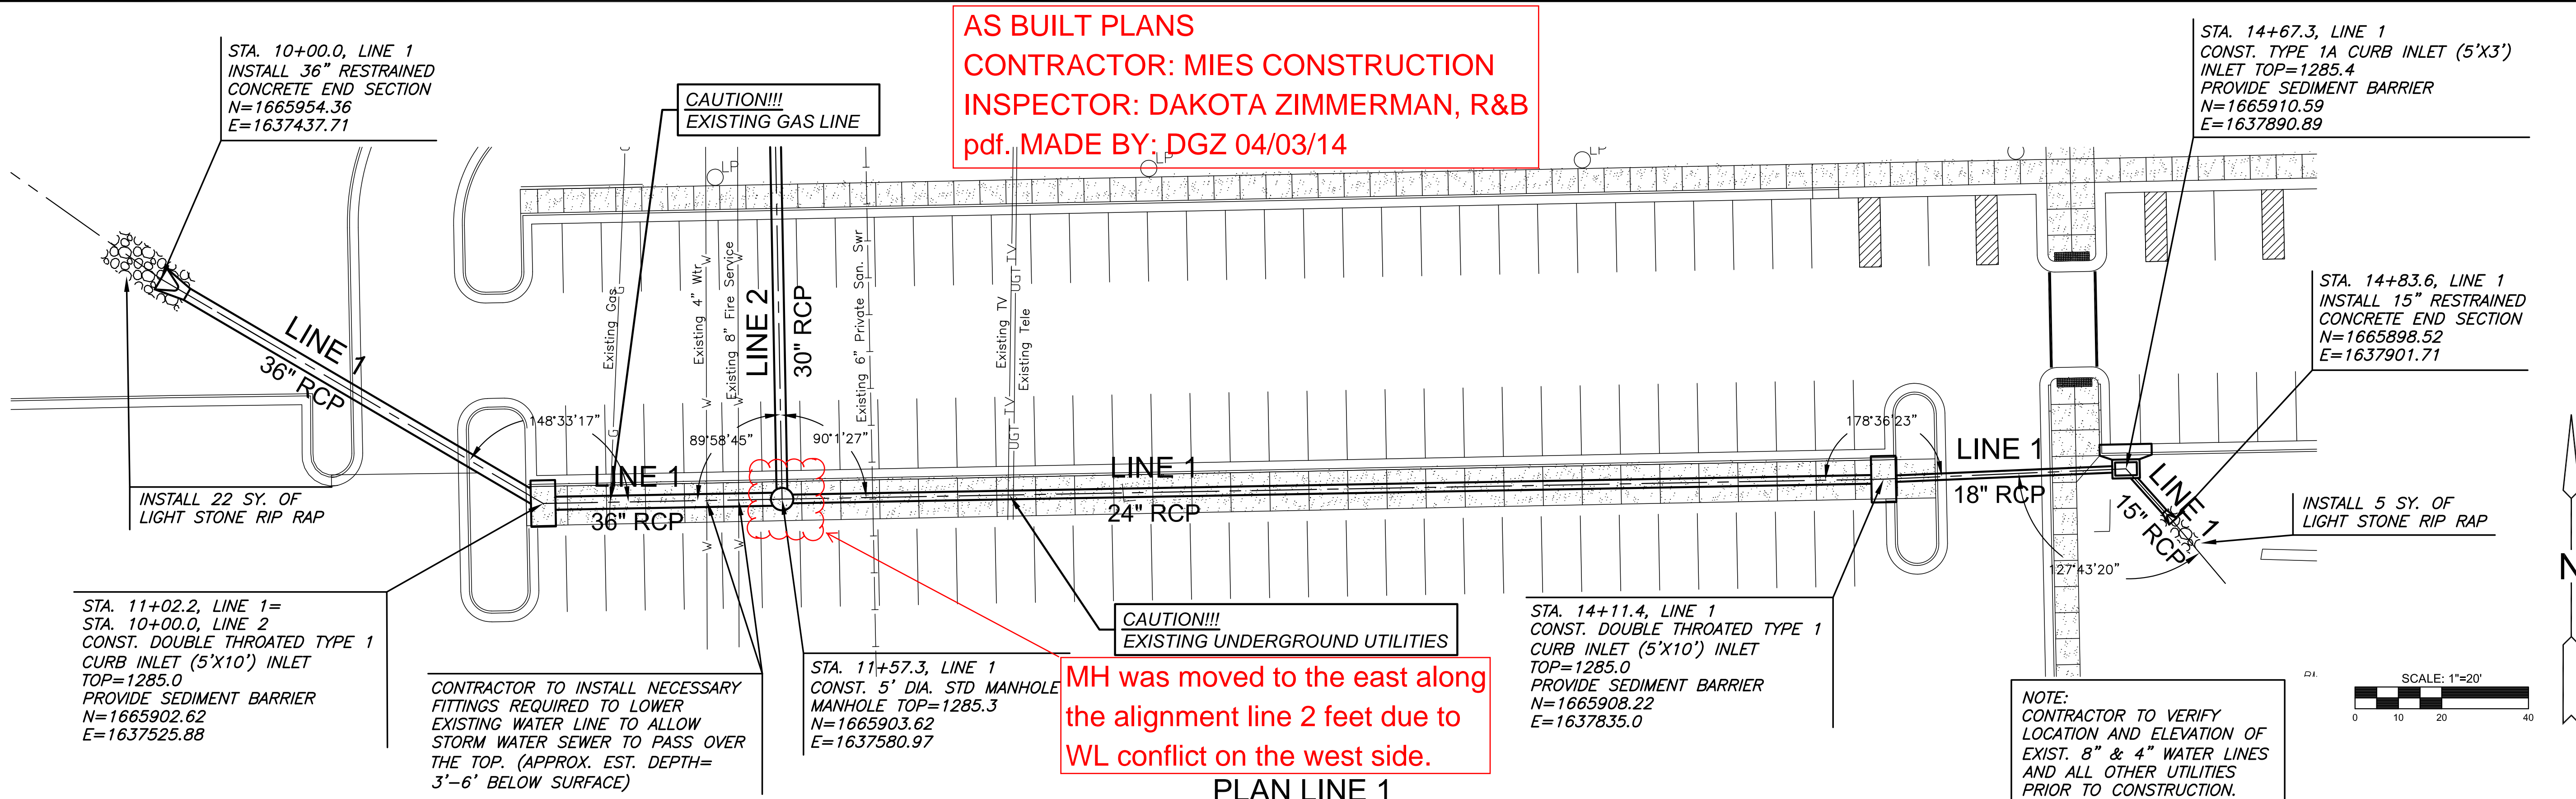 AS BUILT PLANS
CONTRACTOR: MIES CONSTRUCTION
INSPECTOR: DAKOTA ZIMMERMAN, R&B
pdf. MADE BY: DGZ 04/03/14
STA. 10+00.0, LINE 1
INSTALL 36" RESTRAINED
CONCRETE END SECTION
N=1665954.36
E=1637437.71
CAUTION!!!
EXISTING GAS LINE
STA. 14+67.3, LINE 1
CONST. TYPE 1A CURB INLET (5'X3')
INLET TOP=1285.4
PROVIDE SEDIMENT BARRIER
N=1665910.59
E=1637890.89
LP
LP
LP
STA. 14+83.6, LINE 1
INSTALL 15" RESTRAINED
CONCRETE END SECTION
N=1665898.52
E=1637901.71
LINE 1
36" RCP
Existing Gas
G
G
Existing 4" Wtr
W
W
W
Existing 8" Fire Service
W
W
W
LINE 2
30" RCP
Existing 6" Private San. Swr
Existing TV
Existing Tele
UGT
TV
UGT
TV
148°33'17"
89°58'45"
90°1'27"
178°36'23"
127°43'20"
LINE 1
36" RCP
LINE 1
24" RCP
LINE 1
18" RCP
LINE 1
15" RCP
INSTALL 22 SY. OF
LIGHT STONE RIP RAP
INSTALL 5 SY. OF
LIGHT STONE RIP RAP
STA. 11+02.2, LINE 1=
STA. 10+00.0, LINE 2
CONST. DOUBLE THROATED TYPE 1
CURB INLET (5'X10') INLET
TOP=1285.0
PROVIDE SEDIMENT BARRIER
N=1665902.62
E=1637525.88
CONTRACTOR TO INSTALL NECESSARY
FITTINGS REQUIRED TO LOWER
EXISTING WATER LINE TO ALLOW
STORM WATER SEWER TO PASS OVER
THE TOP. (APPROX. EST. DEPTH=
3'-6' BELOW SURFACE)
STA. 11+57.3, LINE 1
CONST. 5' DIA. STD MANHOLE
MANHOLE TOP=1285.3
N=1665903.62
E=1637580.97
CAUTION!!!
EXISTING UNDERGROUND UTILITIES
MH was moved to the east along
the alignment line 2 feet due to
WL conflict on the west side.
STA. 14+11.4, LINE 1
CONST. DOUBLE THROATED TYPE 1
CURB INLET (5'X10') INLET
TOP=1285.0
PROVIDE SEDIMENT BARRIER
N=1665908.22
E=1637835.0
NOTE:
CONTRACTOR TO VERIFY
LOCATION AND ELEVATION OF
EXIST. 8" & 4" WATER LINES
AND ALL OTHER UTILITIES
PRIOR TO CONSTRUCTION.
SCALE: 1"=20'
0 10 20 40
N
PLAN LINE 1